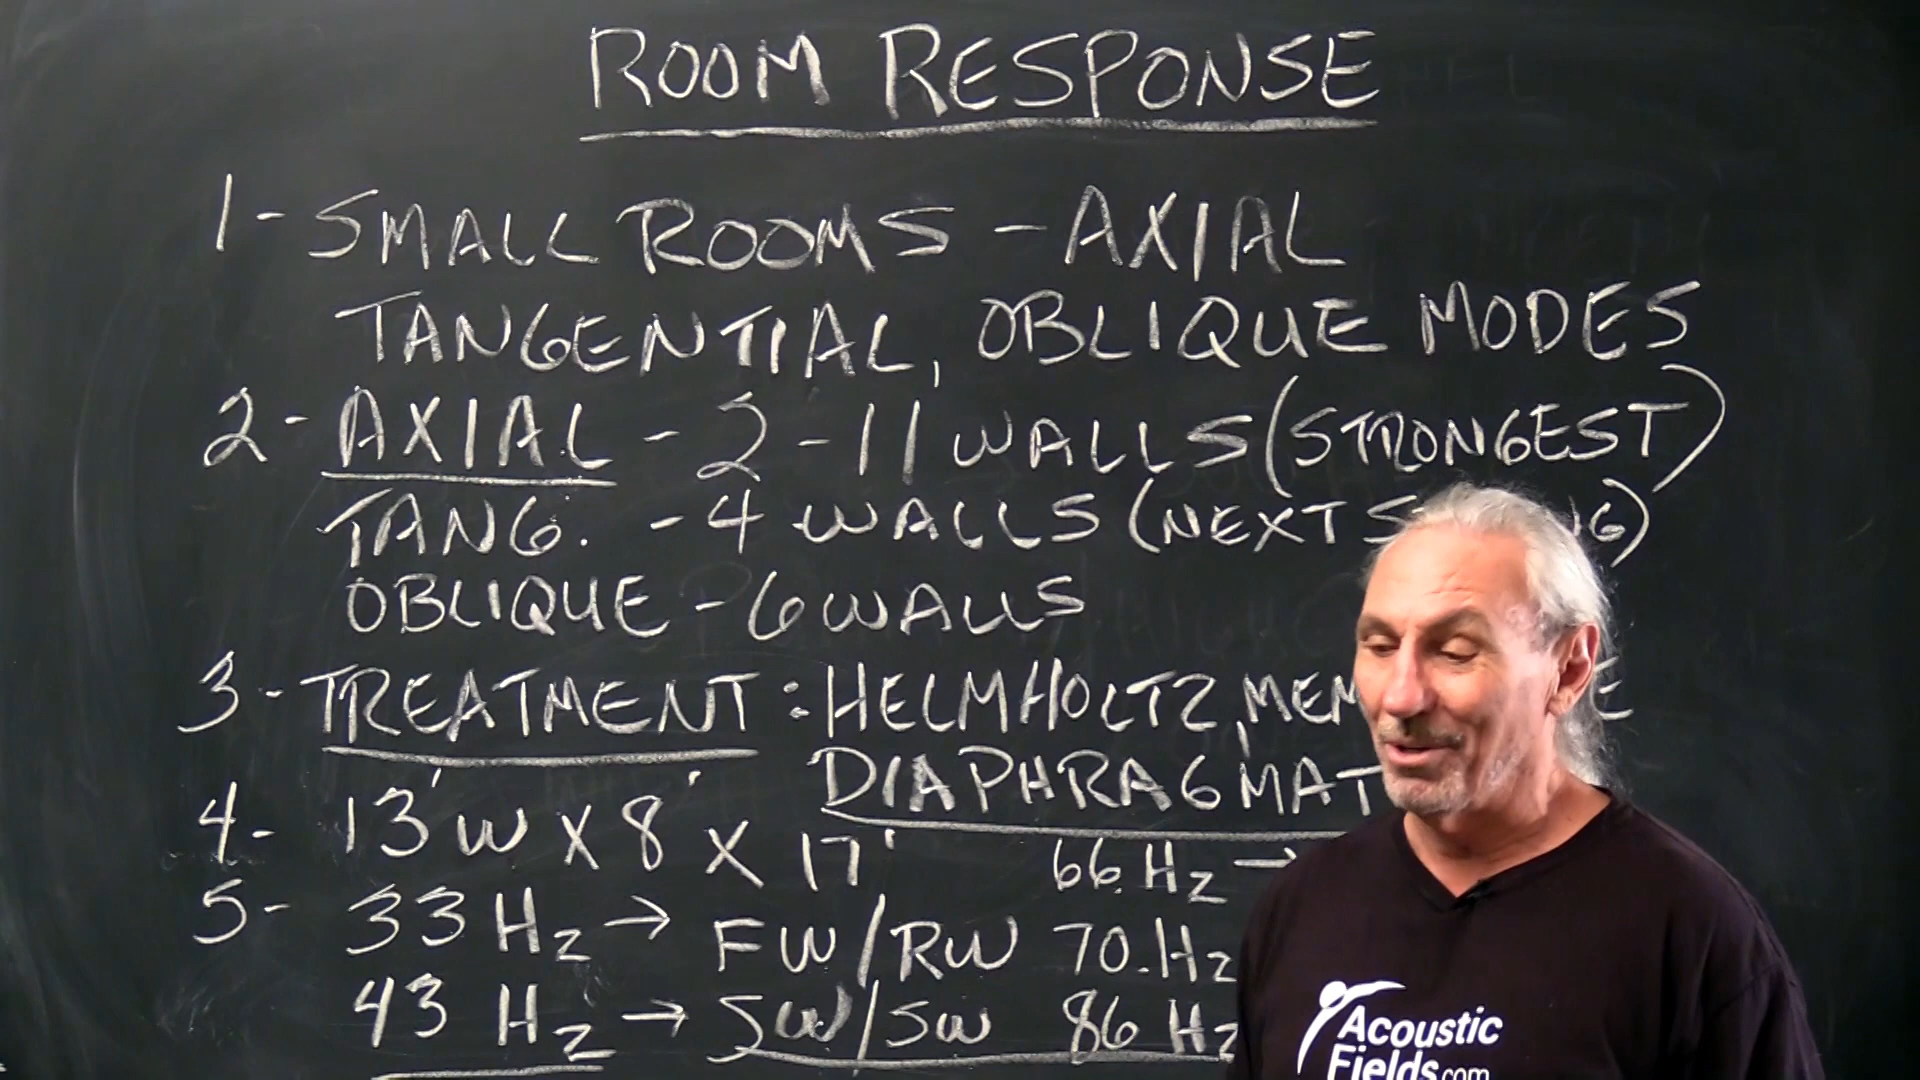 ROOM RESPONSE
1- SMALL ROOMS - AXIAL
TANGENTIAL, OBLIQUE MODES
2- AXIAL - 2 - 11 WALLS (STRONGEST)
TANG. - 4 WALLS (NEXT
OBLIQUE - 6 WALLS
3- TREATMENT : HELMHOLTZ,
4- 13' W X 8' X 17' 66 Hz →
5- 33 Hz → FW/RW 70 Hz
43 Hz → SW/SW 86 Hz
Acoustic
Fields.com